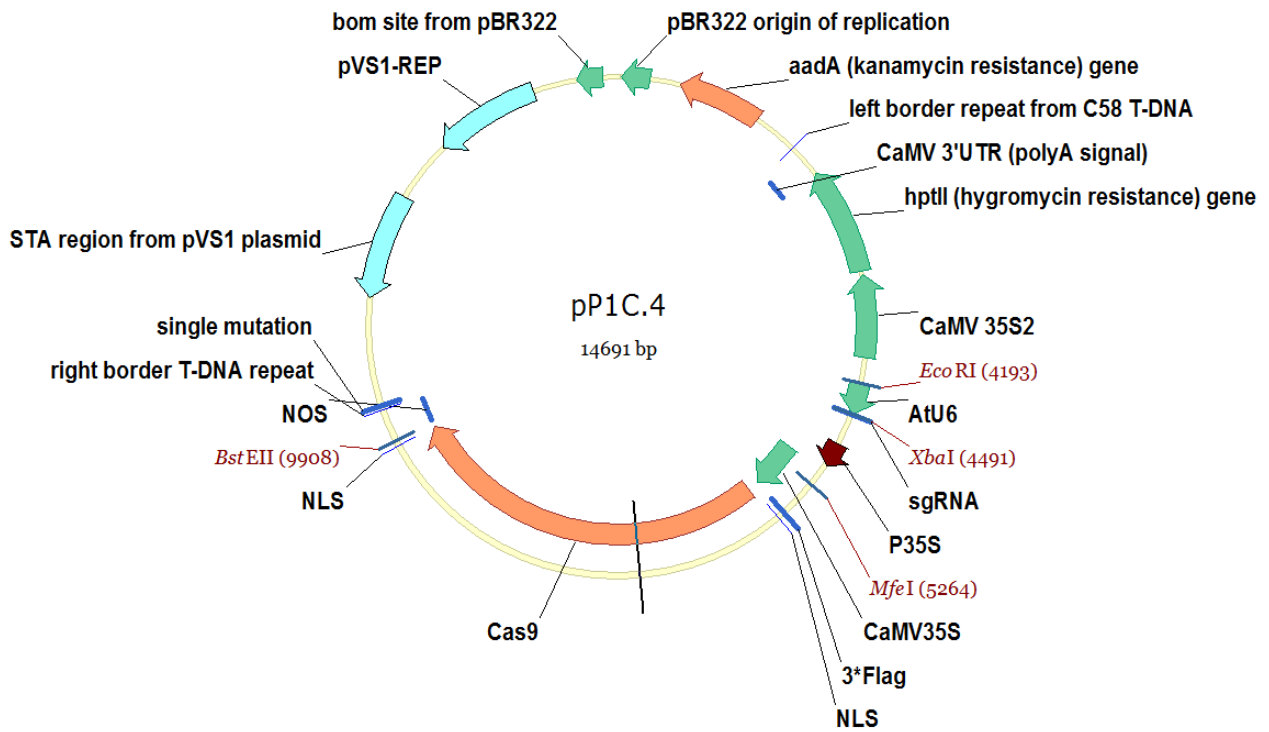 bom site from pBR322
pBR322 origin of replication
pVS1-REP
aadA (kanamycin resistance) gene
left border repeat from C58 T-DNA
CaMV 3'UTR (polyA signal)
hptII (hygromycin resistance) gene
STA region from pVS1 plasmid
pP1C.4
14691 bp
single mutation
CaMV 35S2
right border T-DNA repeat
EcoRI (4193)
NOS
AtU6
BstEII (9908)
XbaI (4491)
NLS
sgRNA
P35S
MfeI (5264)
Cas9
CaMV35S
3*Flag
NLS